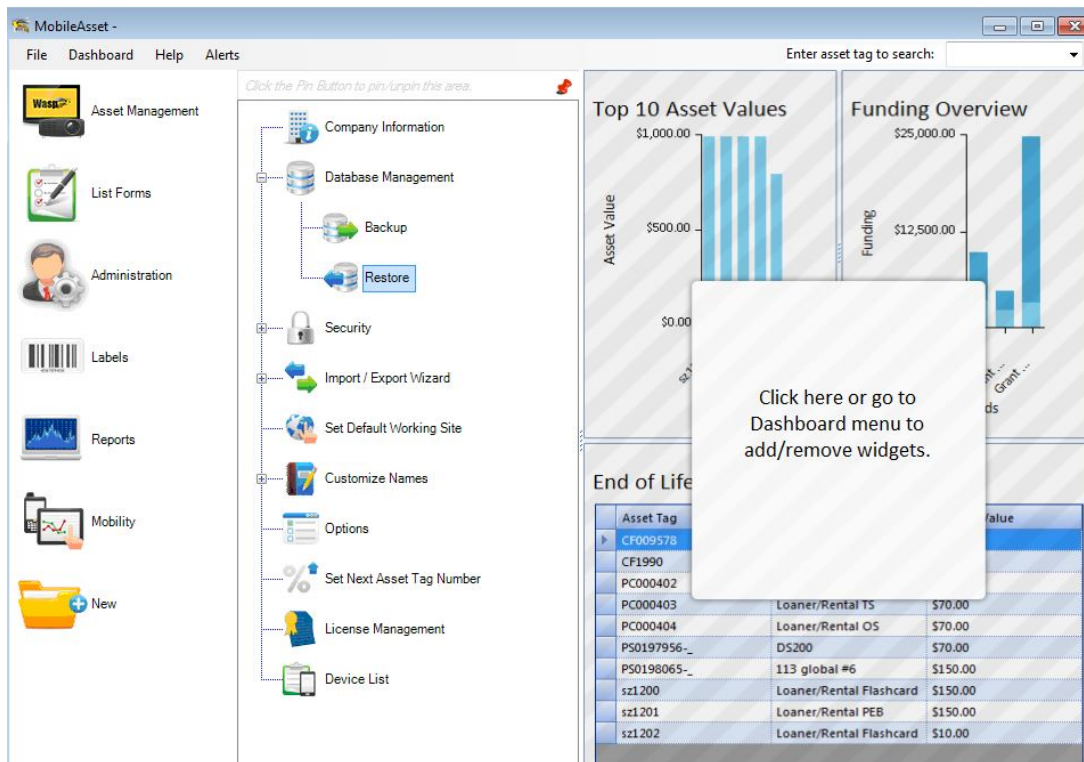 MobileAsset -
File Dashboard Help Alerts
Enter asset tag to search:
Wasp
Asset Management
List Forms
Administration
Labels
Reports
Mobility
New
Click the Pin Button to pin/unpin this area.
Company Information
Database Management
Backup
Restore
Security
Import / Export Wizard
Set Default Working Site
Customize Names
Options
Set Next Asset Tag Number
License Management
Device List
Top 10 Asset Values
$1,000.00
$500.00
$0.00
Asset Value
Funding Overview
$25,000.00
$12,500.00
Funding
Grant ...
Click here or go to
Dashboard menu to
add/remove widgets.
End of Life
Asset Tag
CF009578
CF1990
PC000402
PC000403 Loaner/Rental TS $70.00
PC000404 Loaner/Rental OS $70.00
PS0197956-_ DS200 $70.00
PS0198065-_ 113 global #6 $150.00
sz1200 Loaner/Rental Flashcard $150.00
sz1201 Loaner/Rental PEB $150.00
sz1202 Loaner/Rental Flashcard $10.00